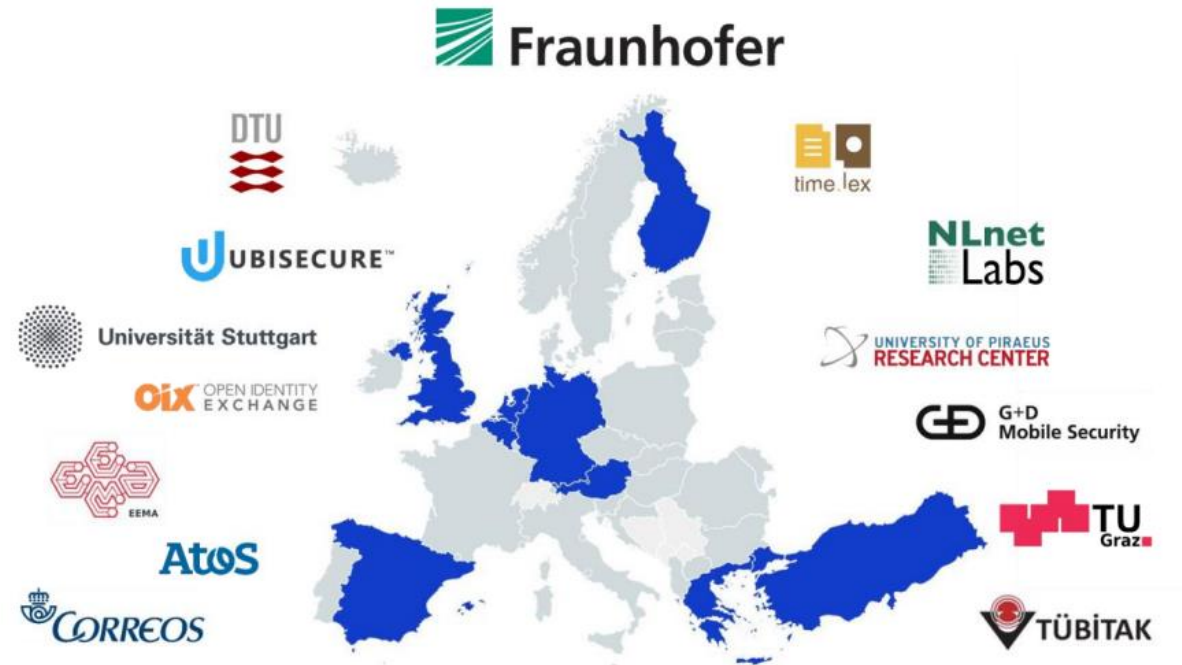 Fraunhofer
DTU
UBISECURE™
Universität Stuttgart
OIX OPEN IDENTITY
EXCHANGE
EEMA
EEMA
Atos
CORREOS
time.lex
NLnet
Labs
UNIVERSITY OF PIRAEUS
RESEARCH CENTER
G+D
Mobile Security
TU
Graz
TÜBİTAK